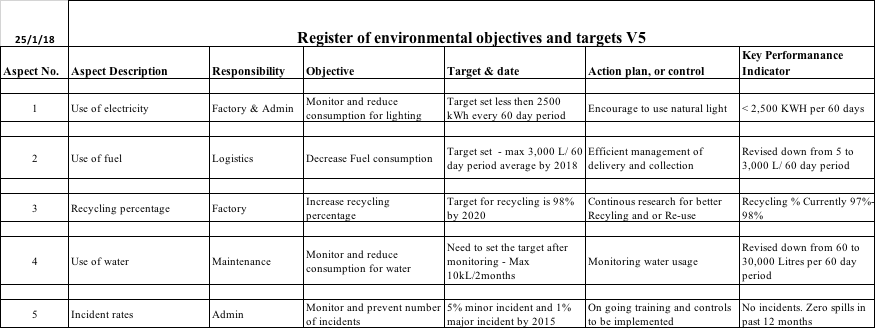 25/1/18 Register of environmental objectives and targets V5
Key Performanance
Aspect No. Aspect Description Responsibility Objective Target & date Action plan, or control Indicator
Monitor and reduce Target set less then 2500
1 Use of electricity Factory & Admin Encourage to use natural light < 2,500 KWH per 60 days
consumption for lighting kWh every 60 day period
Target set - max 3,000 L/ 60 Efficient management of Revised down from 5 to
2 Use of fuel Logistics Decrease Fuel consumption
day period average by 2018 delivery and collection 3,000 L/ 60 day period
Increase recycling Target for recycling is 98% Continous research for better Recycling % Currently 97%-
3 Recycling percentage Factory
percentage by 2020 Recyling and or Re-use 98%
Need to set the target after Revised down from 60 to
Monitor and reduce
4 Use of water Maintenance monitoring - Max Monitoring water usage 30,000 Litres per 60 day
consumption for water
10kL/2months period
Monitor and prevent number 5% minor incident and 1% On going training and controls No incidents. Zero spills in
5 Incident rates Admin
of incidents major incident by 2015 to be implemented past 12 months